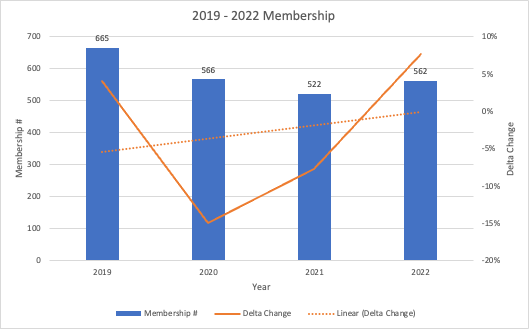 2019 - 2022 Membership
700 665 10%
600 566 522 562 5%
500 0%
400 -5%
300 -10%
200 -15%
100 -20%
0
Membership #
Delta Change
2019 2020 2021 2022
Year
Membership # Delta Change Linear (Delta Change)